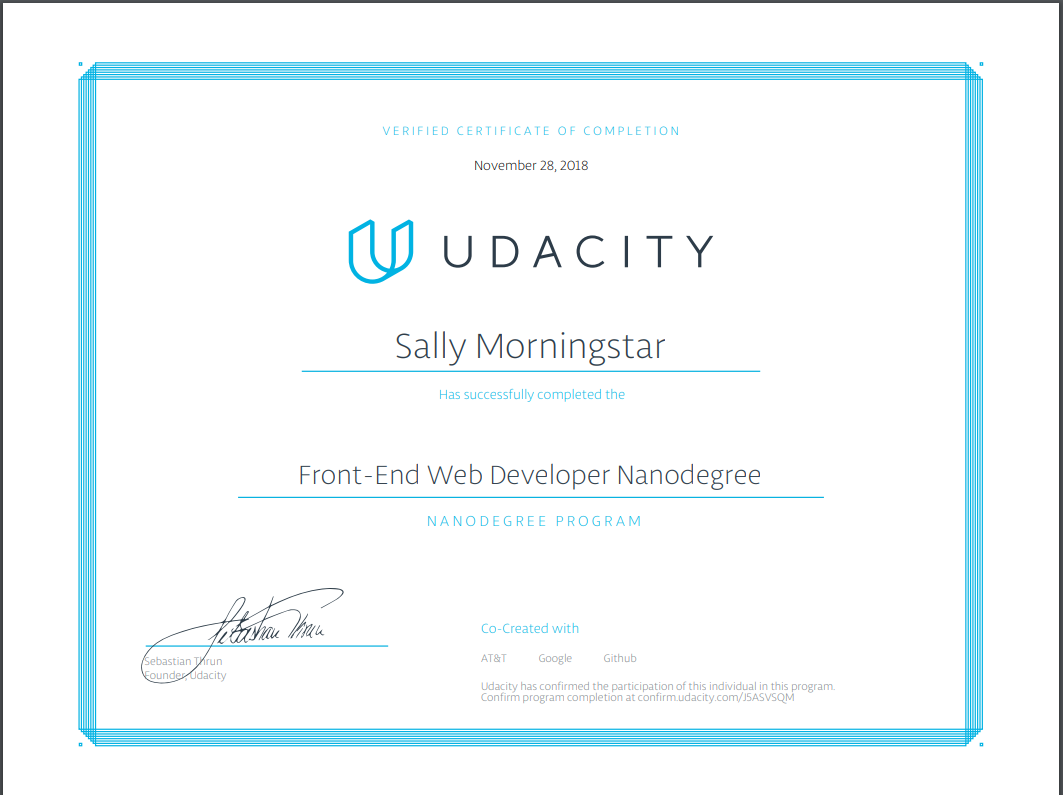 VERIFIED CERTIFICATE OF COMPLETION
November 28, 2018
UDACITY
Sally Morningstar
Has successfully completed the
Front-End Web Developer Nanodegree
NANODEGREE PROGRAM
Sebastian Thrun
Sebastian Thrun
Founder, Udacity
Co-Created with
AT&T Google Github
Udacity has confirmed the participation of this individual in this program.
Confirm program completion at confirm.udacity.com/J5ASVSQM